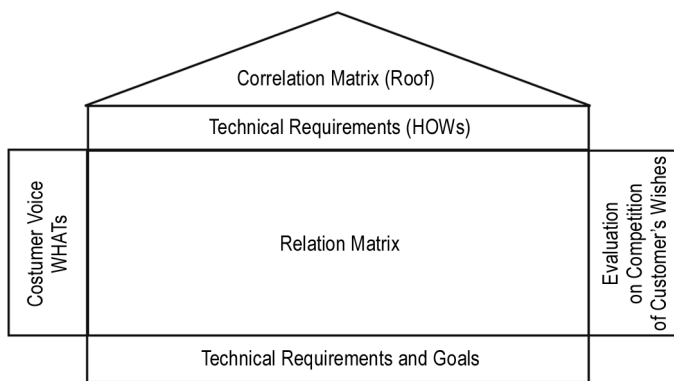 Correlation Matrix (Roof)
Technical Requirements (HOWs)
Costumer Voice
WHATs
Relation Matrix
Evaluation
on Competition
of Customer's Wishes
Technical Requirements and Goals